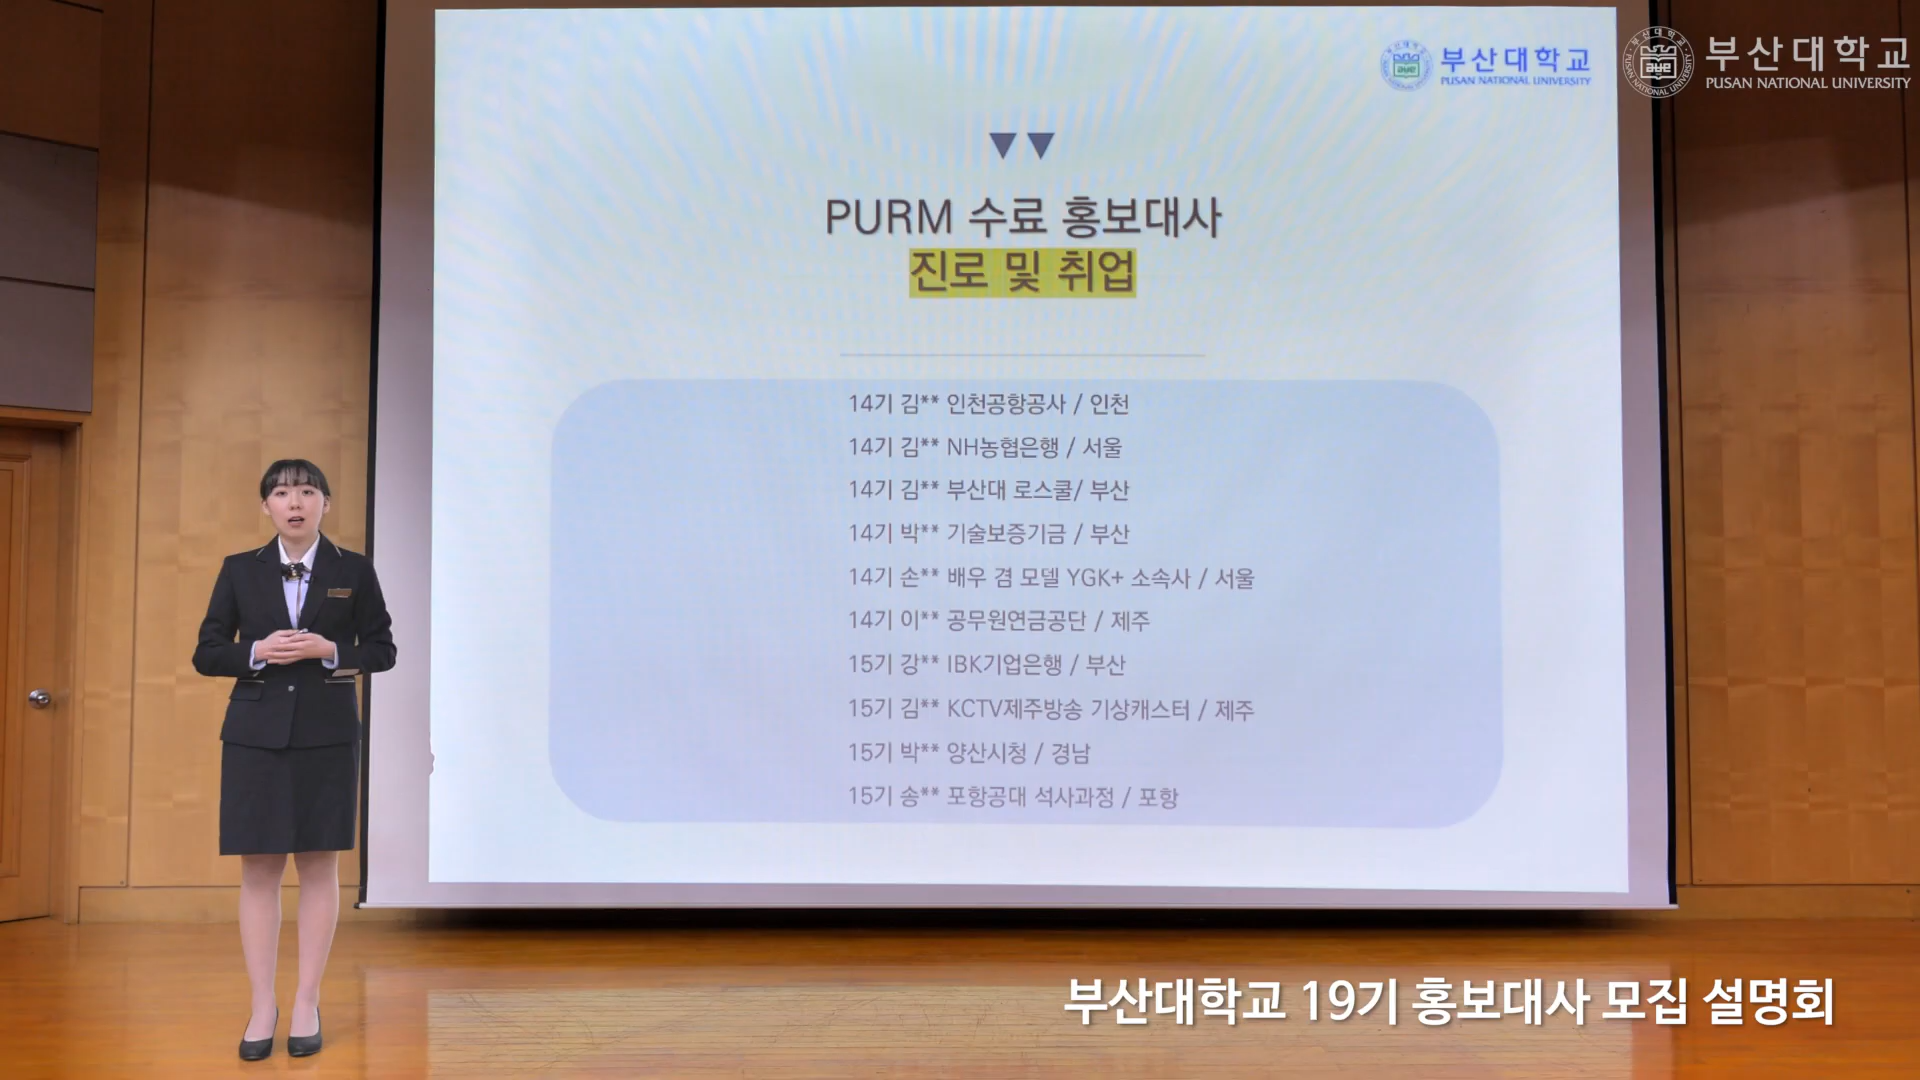 부산대학교
PUSAN NATIONAL UNIVERSITY
부산대학교
PUSAN NATIONAL UNIVERSITY
PURM 수료 홍보대사
진로 및 취업
14기 김** 인천공항공사 / 인천
14기 김** NH농협은행 / 서울
14기 김** 부산대 로스쿨/ 부산
14기 박** 기술보증기금 / 부산
14기 손** 배우 겸 모델 YGK+ 소속사 / 서울
14기 이** 공무원연금공단 / 제주
15기 강** IBK기업은행 / 부산
15기 김** KCTV제주방송 기상캐스터 / 제주
15기 박** 양산시청 / 경남
15기 송** 포항공대 석사과정 / 포항
부산대학교 19기 홍보대사 모집 설명회